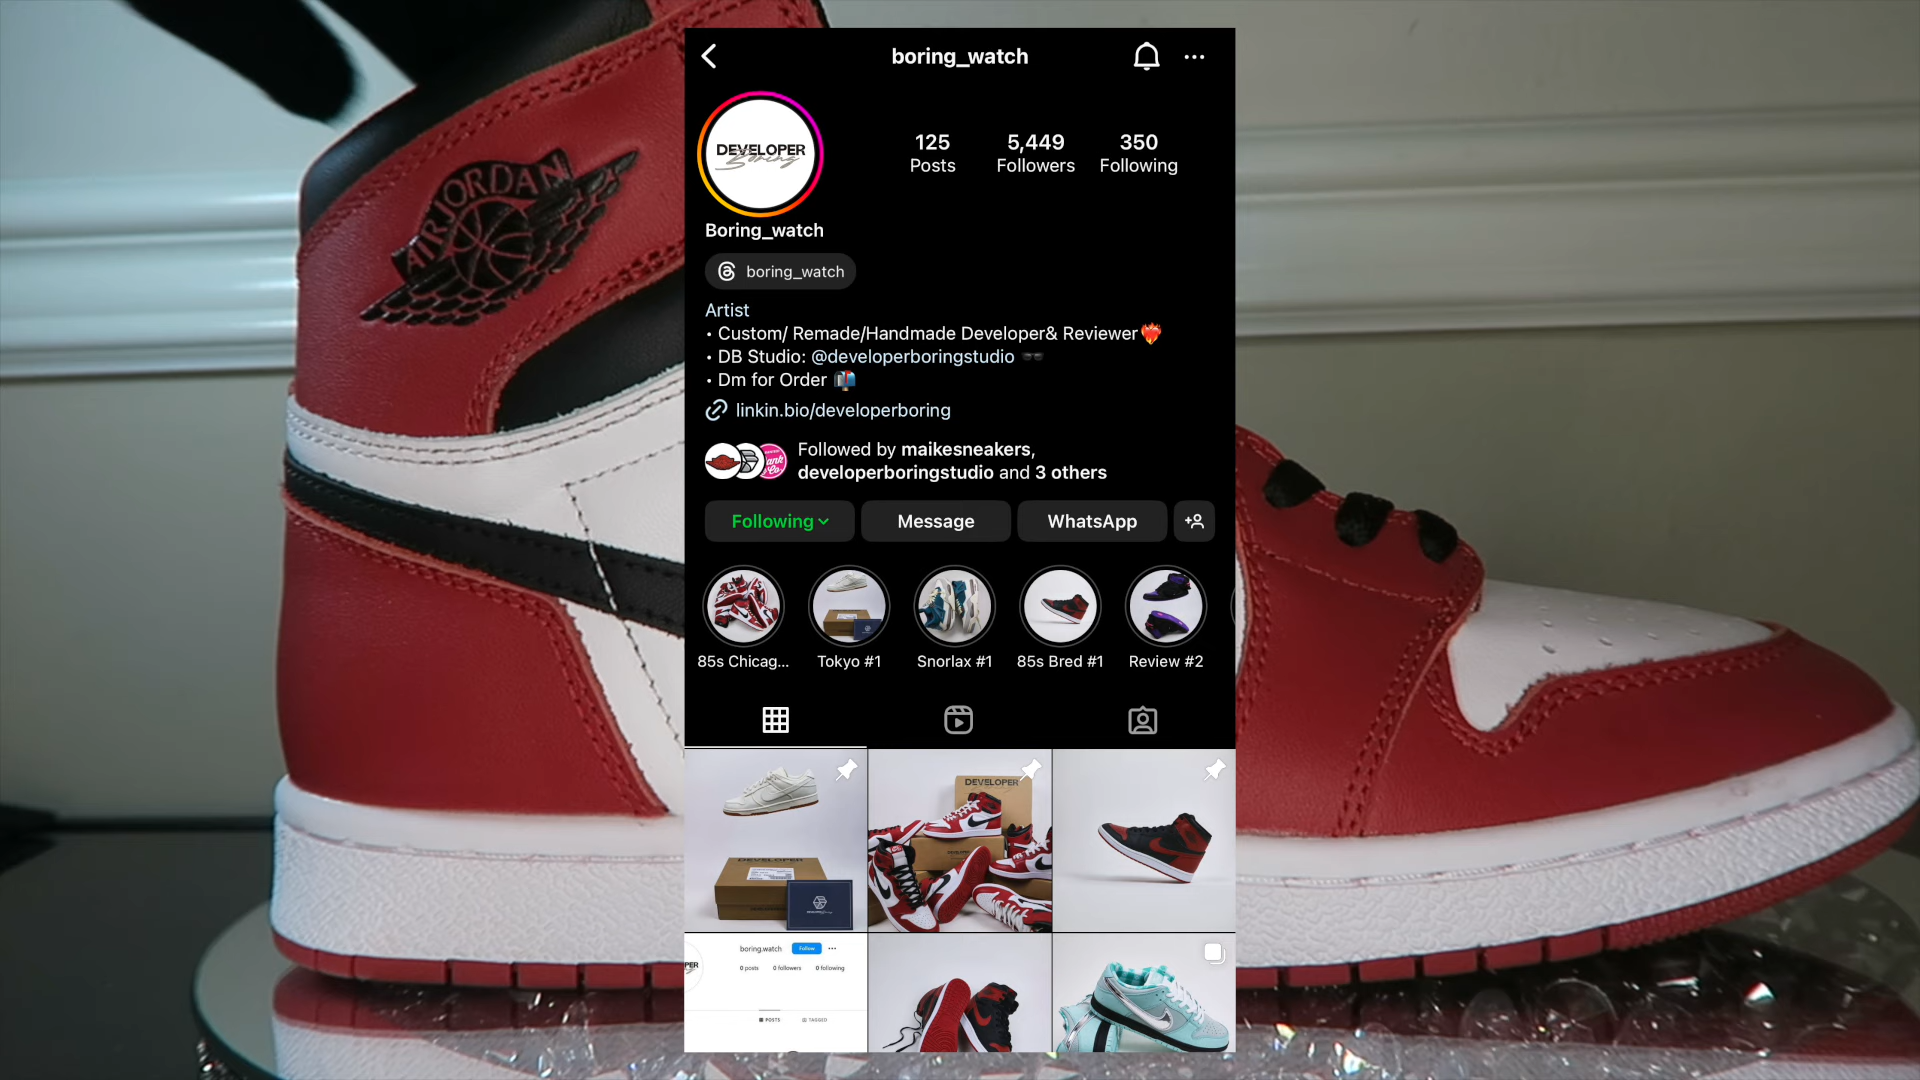 boring_watch
AIR JORDAN
DEVELOPER
Boring
125
Posts
5,449
Followers
350
Following
Boring_watch
boring_watch
Artist
• Custom/ Remade/Handmade Developer& Reviewer❤️‍🔥
• DB Studio: @developerboringstudio 🕶️
• Dm for Order 📬
linkin.bio/developerboring
Followed by maikesneakers,
developerboringstudio and 3 others
Following
Message
WhatsApp
85s Chicag...
Tokyo #1
Snorlax #1
85s Bred #1
Review #2
DEVELOPER
DEVELOPER
boring.watch
Follow
0 posts
0 followers
0 following
POSTS
TAGGED